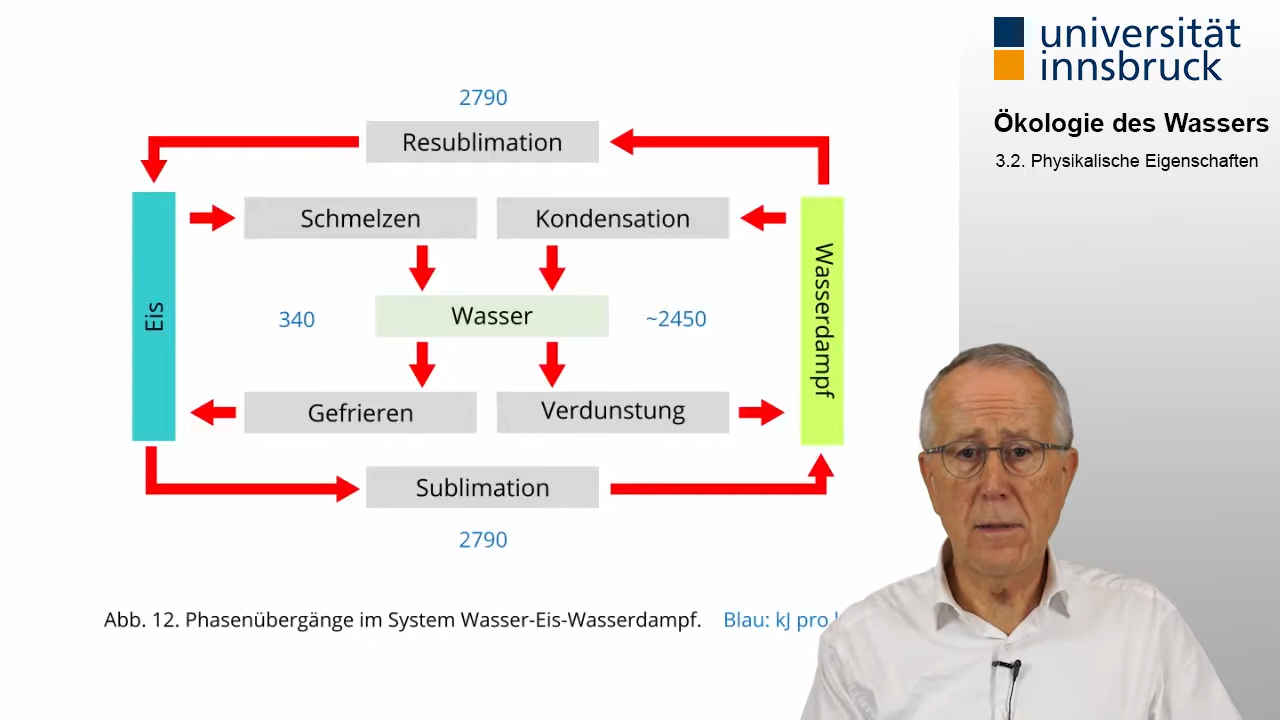 universität
innsbruck
Ökologie des Wassers
3.2. Physikalische Eigenschaften
2790
Resublimation
Schmelzen
Kondensation
Eis
340
Wasser
~2450
Wasserdampf
Gefrieren
Verdunstung
Sublimation
2790
Abb. 12. Phasenübergänge im System Wasser-Eis-Wasserdampf. Blau: kJ pro